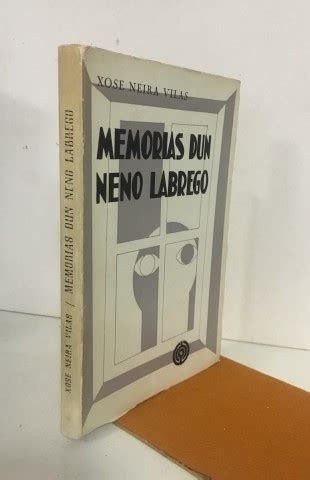 XOSE NEIRA VILAS
MEMORIAS DUN
NENO LABREGO
XOSE NEIRA VILAS / MEMORIAS DUN NENO LABREGO